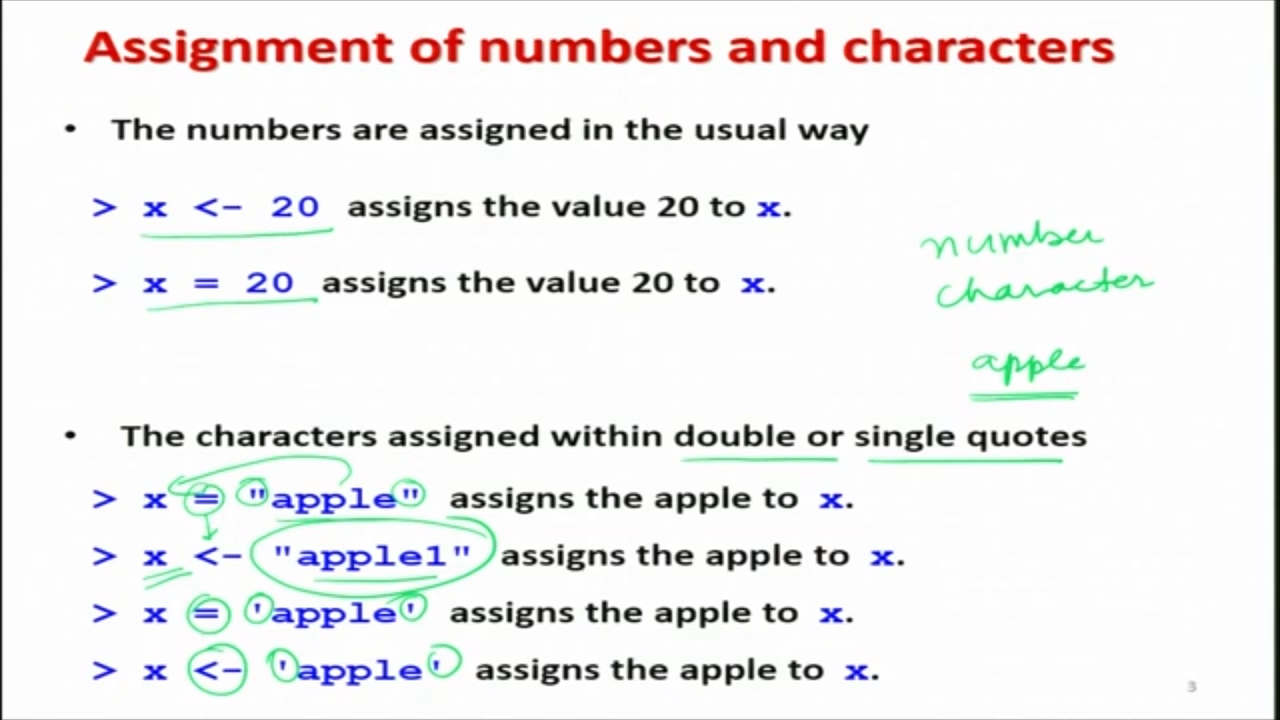 Assignment of numbers and characters
• The numbers are assigned in the usual way
> x <- 20 assigns the value 20 to x.
> x = 20 assigns the value 20 to x.
number
character
apple
• The characters assigned within double or single quotes
> x = "apple" assigns the apple to x.
> x <- "apple1" assigns the apple to x.
> x = 'apple' assigns the apple to x.
> x <- 'apple' assigns the apple to x.
3